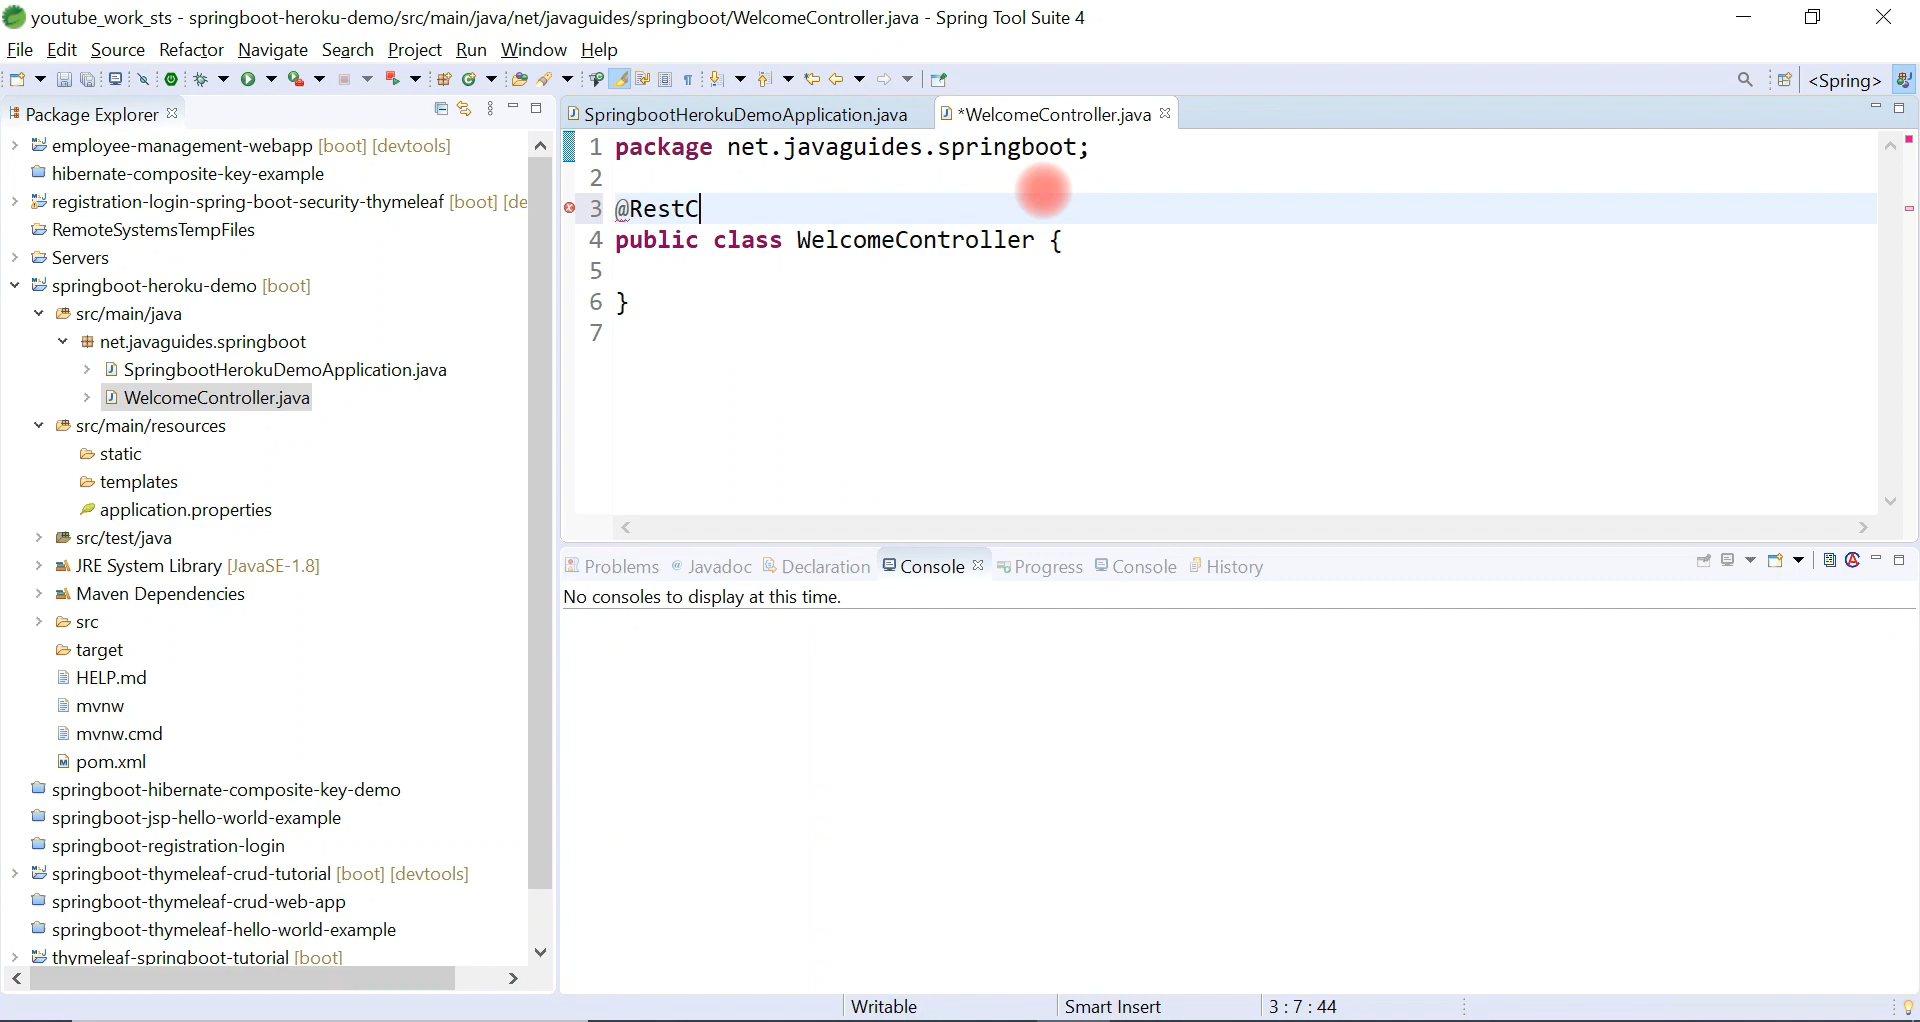 youtube_work_sts - springboot-heroku-demo/src/main/java/net/javaguides/springboot/WelcomeController.java - Spring Tool Suite 4
File Edit Source Refactor Navigate Search Project Run Window Help
<Spring>
Package Explorer
employee-management-webapp [boot] [devtools]
hibernate-composite-key-example
registration-login-spring-boot-security-thymeleaf [boot] [de
RemoteSystemsTempFiles
Servers
springboot-heroku-demo [boot]
src/main/java
net.javaguides.springboot
SpringbootHerokuDemoApplication.java
WelcomeController.java
src/main/resources
static
templates
application.properties
src/test/java
JRE System Library [JavaSE-1.8]
Maven Dependencies
src
target
HELP.md
mvnw
mvnw.cmd
pom.xml
springboot-hibernate-composite-key-demo
springboot-jsp-hello-world-example
springboot-registration-login
springboot-thymeleaf-crud-tutorial [boot] [devtools]
springboot-thymeleaf-crud-web-app
springboot-thymeleaf-hello-world-example
thymeleaf-springboot-tutorial [boot]
SpringbootHerokuDemoApplication.java *WelcomeController.java
1 package net.javaguides.springboot;
2
3 @RestC
4 public class WelcomeController {
5
6 }
7
Problems @ Javadoc Declaration Console Progress Console History
No consoles to display at this time.
Writable Smart Insert 3 : 7 : 44